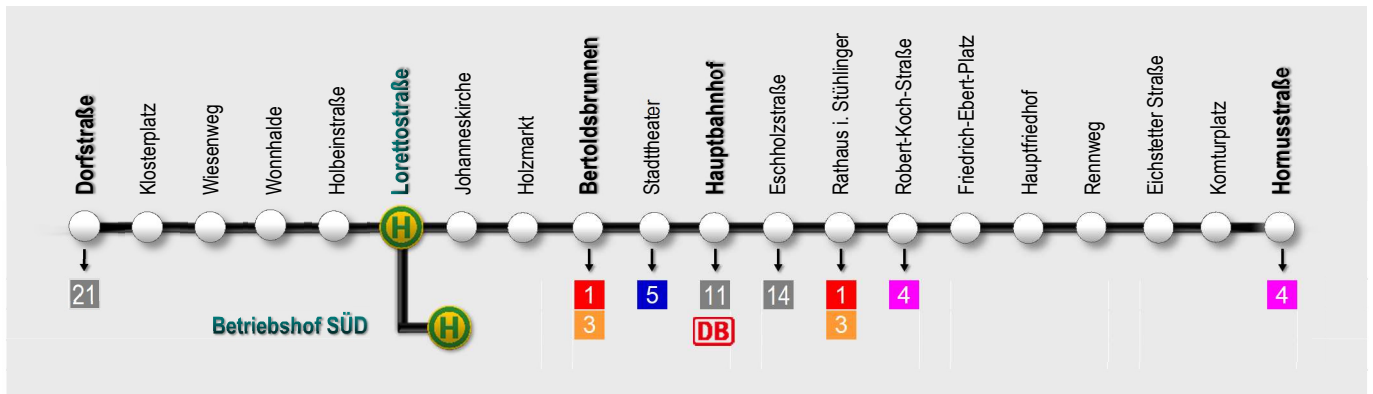 Dorfstraße
Klosterplatz
Wiesenweg
Wonnhalde
Holbeinstraße
Lorettostraße
Johanneskirche
Holzmarkt
Bertoldsbrunnen
Stadttheater
Hauptbahnhof
Eschholzstraße
Rathaus i. Stühlinger
Robert-Koch-Straße
Friedrich-Ebert-Platz
Hauptfriedhof
Rennweg
Eichstetter Straße
Komturplatz
Hornusstraße
H
21
1
5
11
14
1
4
4
Betriebshof SÜD
H
3
DB
3